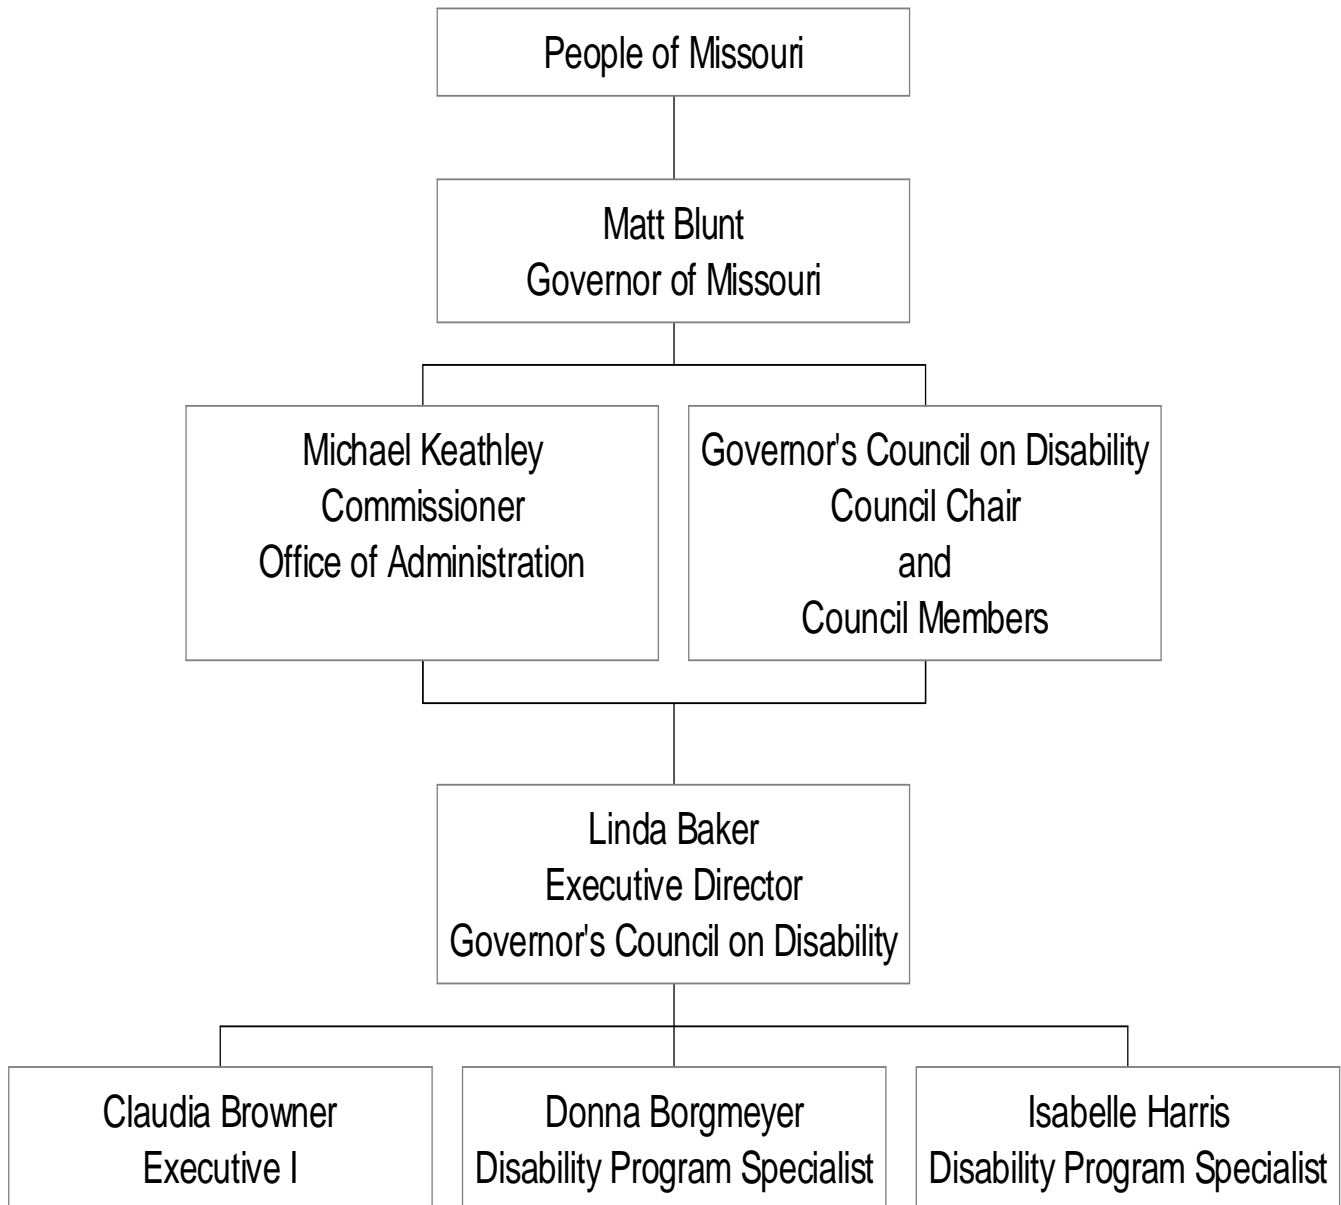 People of Missouri
Matt Blunt
Governor of Missouri
Michael Keathley
Commissioner
Office of Administration
Governor's Council on Disability
Council Chair
and
Council Members
Linda Baker
Executive Director
Governor's Council on Disability
Claudia Browner
Executive I
Donna Borgmeyer
Disability Program Specialist
Isabelle Harris
Disability Program Specialist